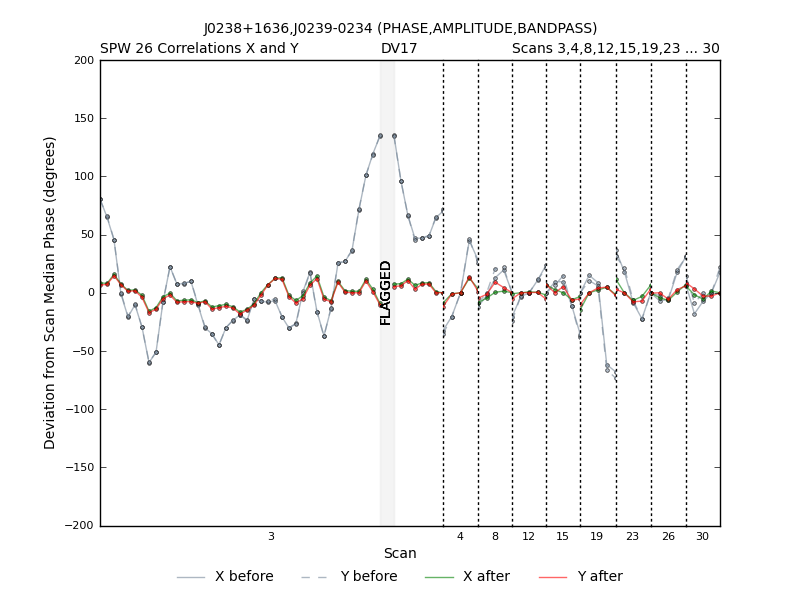 J0238+1636,J0239-0234 (PHASE,AMPLITUDE,BANDPASS)
SPW 26 Correlations X and Y DV17 Scans 3,4,8,12,15,19,23 ... 30
200
150
100
50
0
−50
−100
−150
−200
Deviation from Scan Median Phase (degrees)
FLAGGED
3 4 8 12 15 19 23 26 30
Scan
X before Y before X after Y after